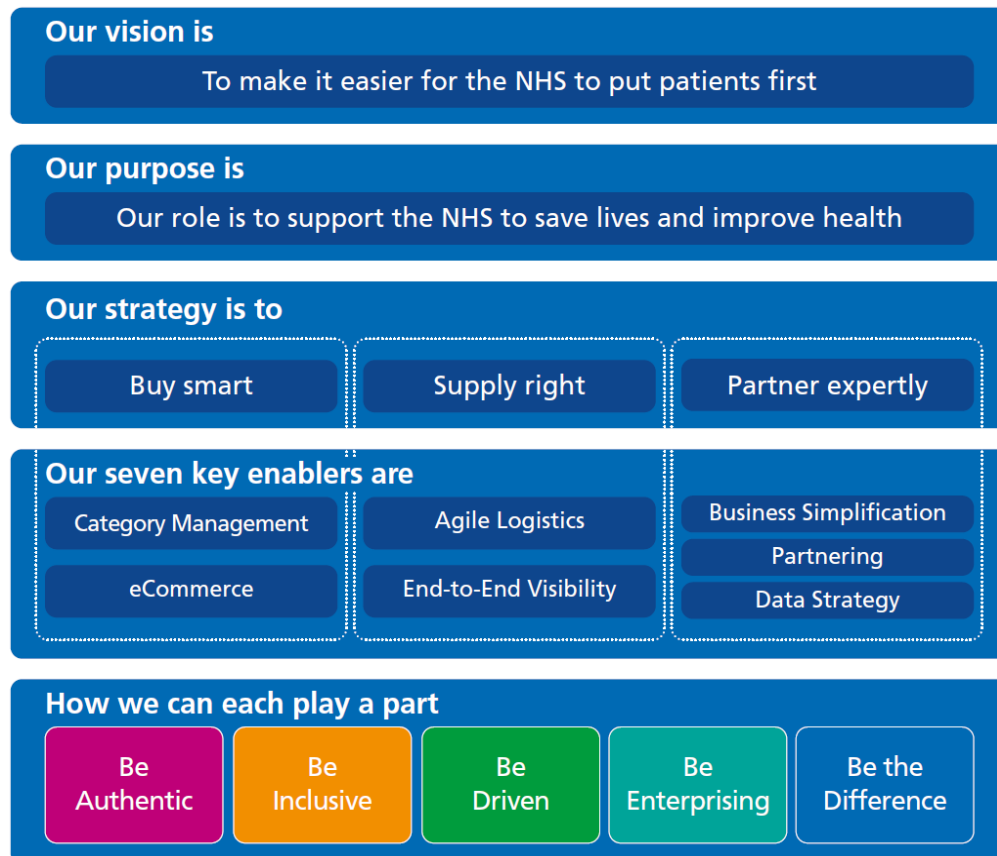 Our vision is
To make it easier for the NHS to put patients first
Our purpose is
Our role is to support the NHS to save lives and improve health
Our strategy is to
Buy smart
Supply right
Partner expertly
Our seven key enablers are
Category Management
eCommerce
Agile Logistics
End-to-End Visibility
Business Simplification
Partnering
Data Strategy
How we can each play a part
Be
Authentic
Be
Inclusive
Be
Driven
Be
Enterprising
Be the
Difference